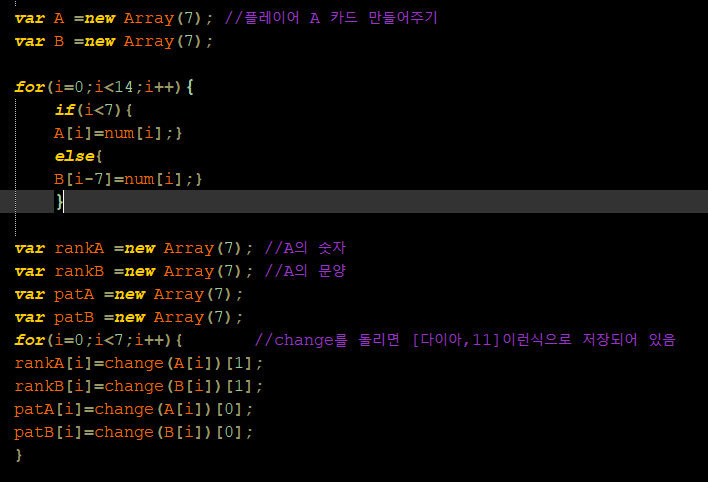 var A =new Array(7); //플레이어 A 카드 만들어주기
var B =new Array(7);
for(i=0;i<14;i++){
if(i<7){
A[i]=num[i];}
else{
B[i-7]=num[i];}
}
var rankA =new Array(7); //A의 숫자
var rankB =new Array(7); //A의 문양
var patA =new Array(7);
var patB =new Array(7);
for(i=0;i<7;i++){ //change를 돌리면 [다이아,11]이런식으로 저장되어 있음
rankA[i]=change(A[i])[1];
rankB[i]=change(B[i])[1];
patA[i]=change(A[i])[0];
patB[i]=change(B[i])[0];
}